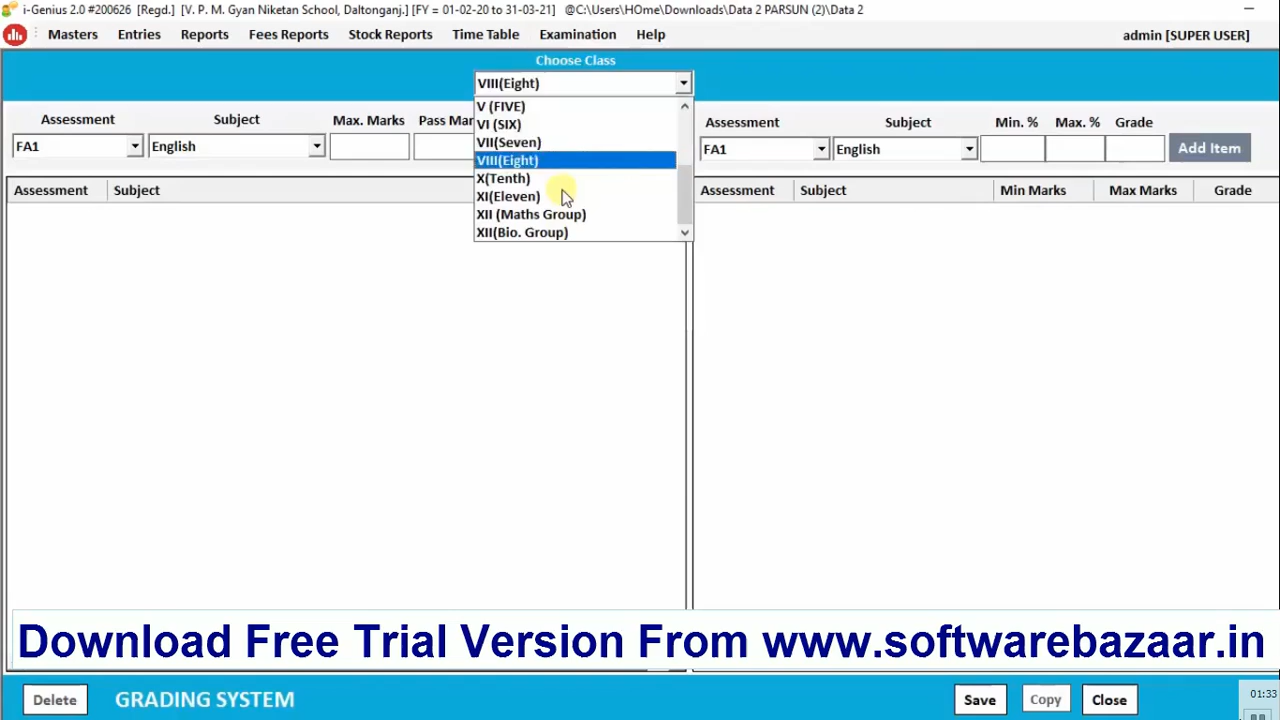 i-Genius 2.0 #200626 [Regd.] [V. P. M. Gyan Niketan School, Daltonganj.] [FY = 01-02-20 to 31-03-21] @C:\Users\HOme\Downloads\Data 2 PARSUN (2)\Data 2
Masters Entries Reports Fees Reports Stock Reports Time Table Examination Help admin [SUPER USER]
Choose Class
VIII(Eight)
Assessment Subject Max. Marks Pass Mar
FA1 English
V (FIVE)
VI (SIX)
VII(Seven)
VIII(Eight)
X(Tenth)
XI(Eleven)
XII (Maths Group)
XII(Bio. Group)
Assessment Subject Min. % Max. % Grade
FA1 English Add Item
Assessment Subject
Assessment Subject Min Marks Max Marks Grade
Download Free Trial Version From www.softwarebazaar.in
Delete GRADING SYSTEM Save Copy Close
01:33